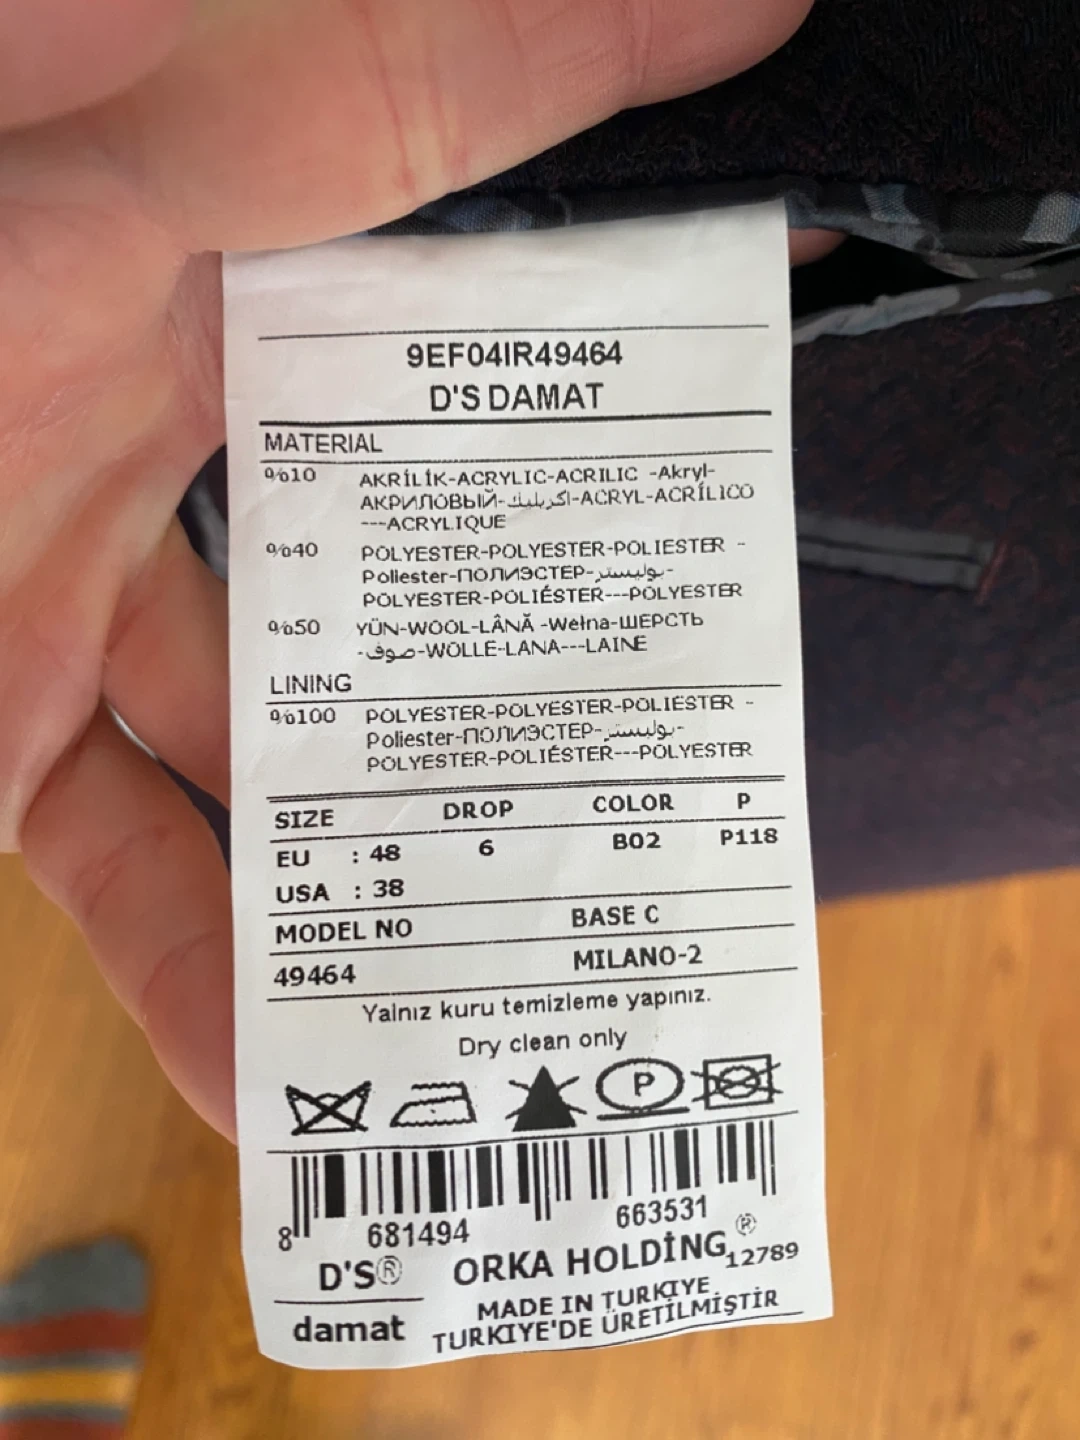 9EF04IR49464
D'S DAMAT
MATERIAL
%10 AKRİLİK-ACRYLIC-ACRILIC -Akryl-
АКРИЛОВЫЙ-اكريليك-ACRYL-ACRÍLICO
---ACRYLIQUE
%40 POLYESTER-POLYESTER-POLIESTER -
Poliester-ПОЛИЭСТЕР-بوليستر-
POLYESTER-POLIÉSTER---POLYESTER
%50 YÜN-WOOL-LÂNĂ -Wełna-ШЕРСТЬ
-صوف-WOLLE-LANA---LAINE
LINING
%100 POLYESTER-POLYESTER-POLIESTER -
Poliester-ПОЛИЭСТЕР-بوليستر-
POLYESTER-POLIÉSTER---POLYESTER
SIZE DROP COLOR P
EU : 48 6 B02 P118
USA : 38
MODEL NO BASE C
49464 MILANO-2
Yalnız kuru temizleme yapınız.
Dry clean only
P
8 681494 663531
D'S® ORKA HOLDİNG® 12789
damat MADE IN TURKIYE
TURKIYE'DE ÜRETİLMİŞTİR